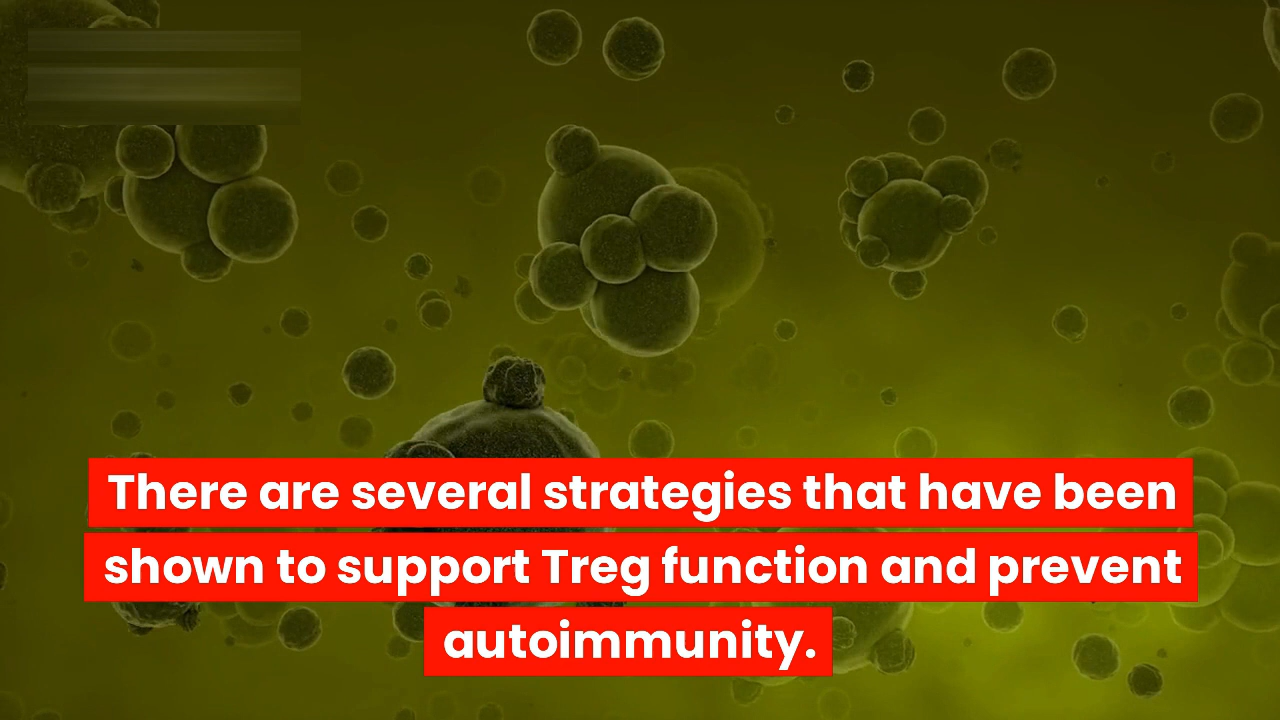 There are several strategies that have been
shown to support Treg function and prevent
autoimmunity.